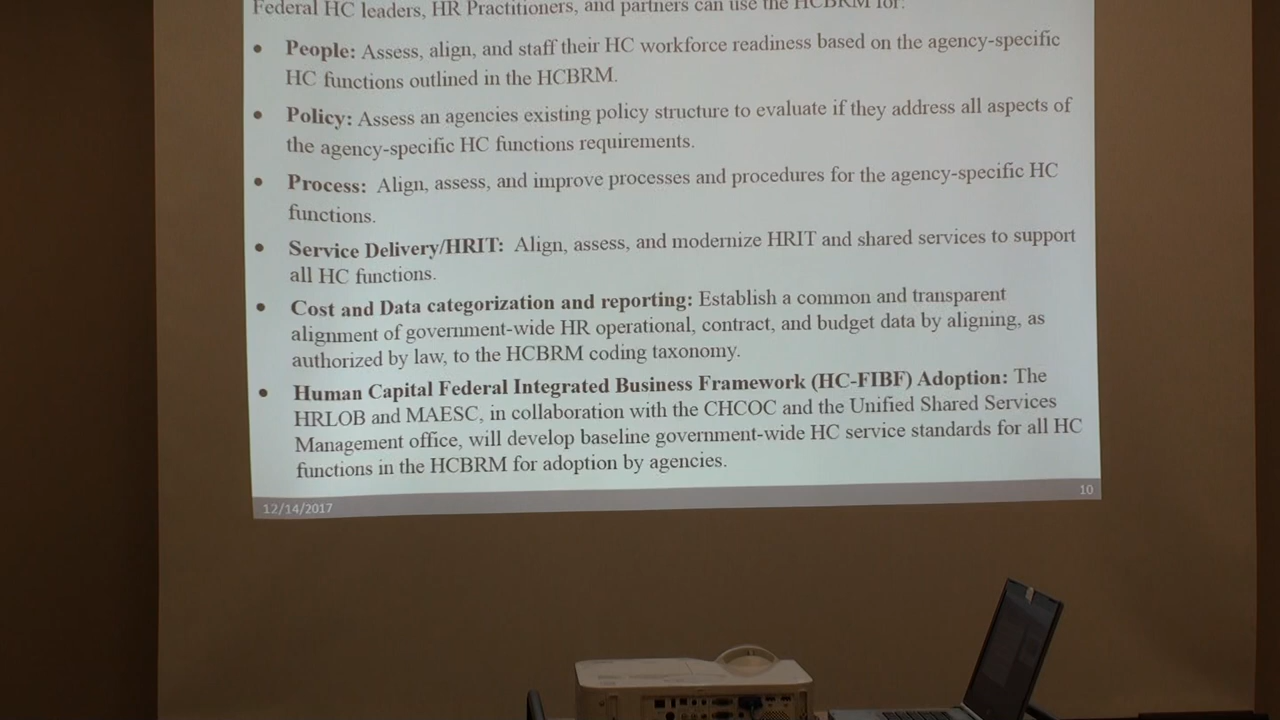 Federal HC leaders, HR Practitioners, and partners can use the HCBRM for:
• People: Assess, align, and staff their HC workforce readiness based on the agency-specific
HC functions outlined in the HCBRM.
• Policy: Assess an agencies existing policy structure to evaluate if they address all aspects of
the agency-specific HC functions requirements.
• Process: Align, assess, and improve processes and procedures for the agency-specific HC
functions.
• Service Delivery/HRIT: Align, assess, and modernize HRIT and shared services to support
all HC functions.
• Cost and Data categorization and reporting: Establish a common and transparent
alignment of government-wide HR operational, contract, and budget data by aligning, as
authorized by law, to the HCBRM coding taxonomy.
• Human Capital Federal Integrated Business Framework (HC-FIBF) Adoption: The
HRLOB and MAESC, in collaboration with the CHCOC and the Unified Shared Services
Management office, will develop baseline government-wide HC service standards for all HC
functions in the HCBRM for adoption by agencies.
12/14/2017
10